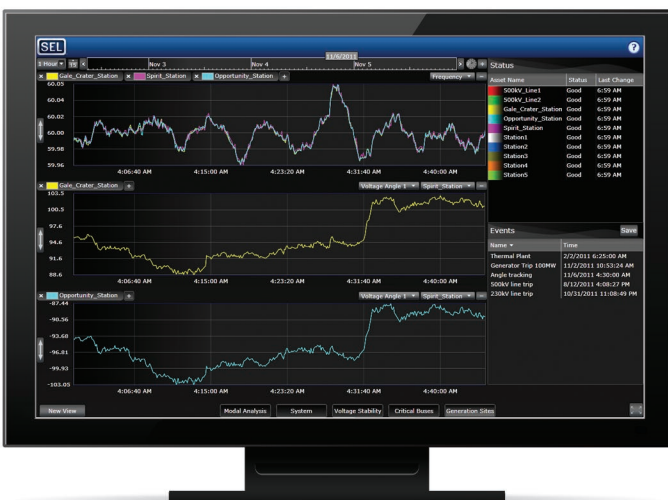 SEL
?
11/6/2011
1 Hour Nov 3 Nov 4 Nov 5
Gale_Crater_Station Spirit_Station Opportunity_Station + Frequency
60.05
60.04
60.02
60.00
59.98
59.96
4:06:40 AM 4:15:00 AM 4:23:20 AM 4:31:40 AM 4:40:00 AM
Gale_Crater_Station + Voltage Angle 1 Spirit_Station
103.5
100.5
97.6
94.6
91.6
88.6
4:06:40 AM 4:15:00 AM 4:23:20 AM 4:31:40 AM 4:40:00 AM
Opportunity_Station + Voltage Angle 1 Spirit_Station
-87.44
-90.56
-93.68
-96.81
-99.93
-103.05
4:06:40 AM 4:15:00 AM 4:23:20 AM 4:31:40 AM 4:40:00 AM
New View Modal Analysis System Voltage Stability Critical Buses Generation Sites
Status
Asset Name Status Last Change
500kV_Line1 Good 6:59 AM
500kV_Line2 Good 6:59 AM
Gale_Crater_Station Good 6:59 AM
Opportunity_Station Good 6:59 AM
Spirit_Station Good 6:59 AM
Station1 Good 6:59 AM
Station2 Good 6:59 AM
Station3 Good 6:59 AM
Station4 Good 6:59 AM
Station5 Good 6:59 AM
Events Save
Name Time
Thermal Plant 2/2/2011 6:25:00 AM
Generator Trip 100MW 11/2/2011 10:53:24 AM
Angle tracking 11/6/2011 4:30:00 AM
500kV line trip 8/12/2011 4:08:27 PM
230kV line trip 10/31/2011 11:08:49 PM